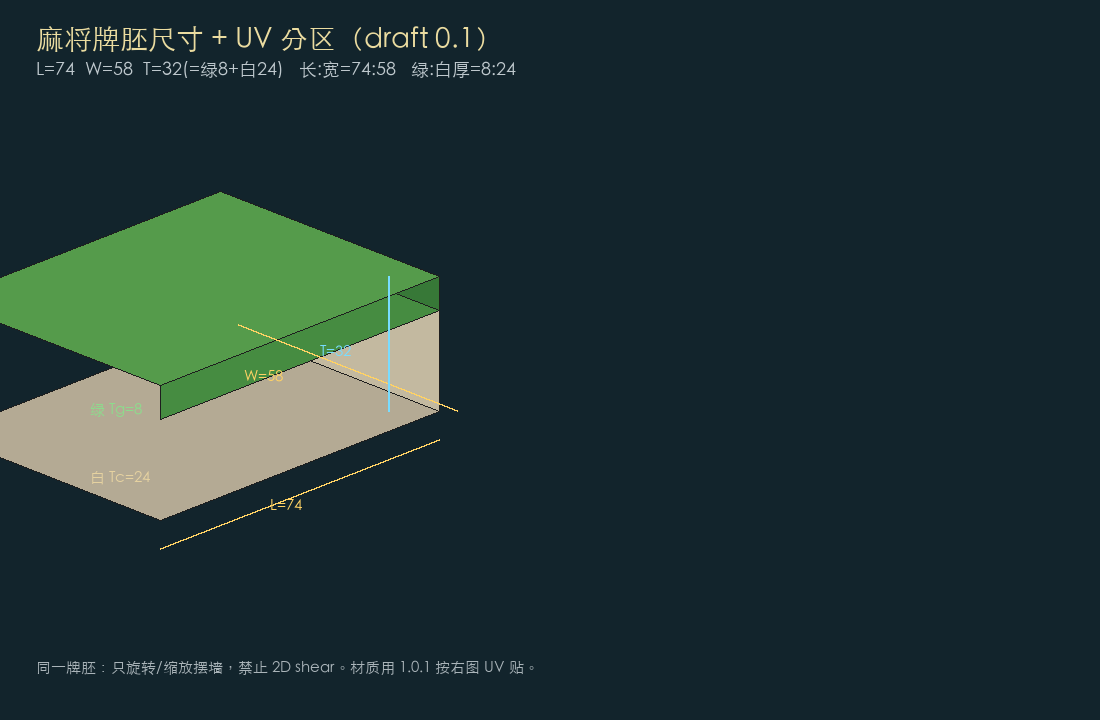 麻将牌胚尺寸 + UV 分区（draft 0.1）
L=74 W=58 T=32(=绿8+白24) 长:宽=74:58 绿:白厚=8:24
T=32
W=58
绿 Tg=8
白 Tc=24
L=74
同一牌胚：只旋转/缩放摆墙，禁止 2D shear。材质用 1.0.1 按右图 UV 贴。